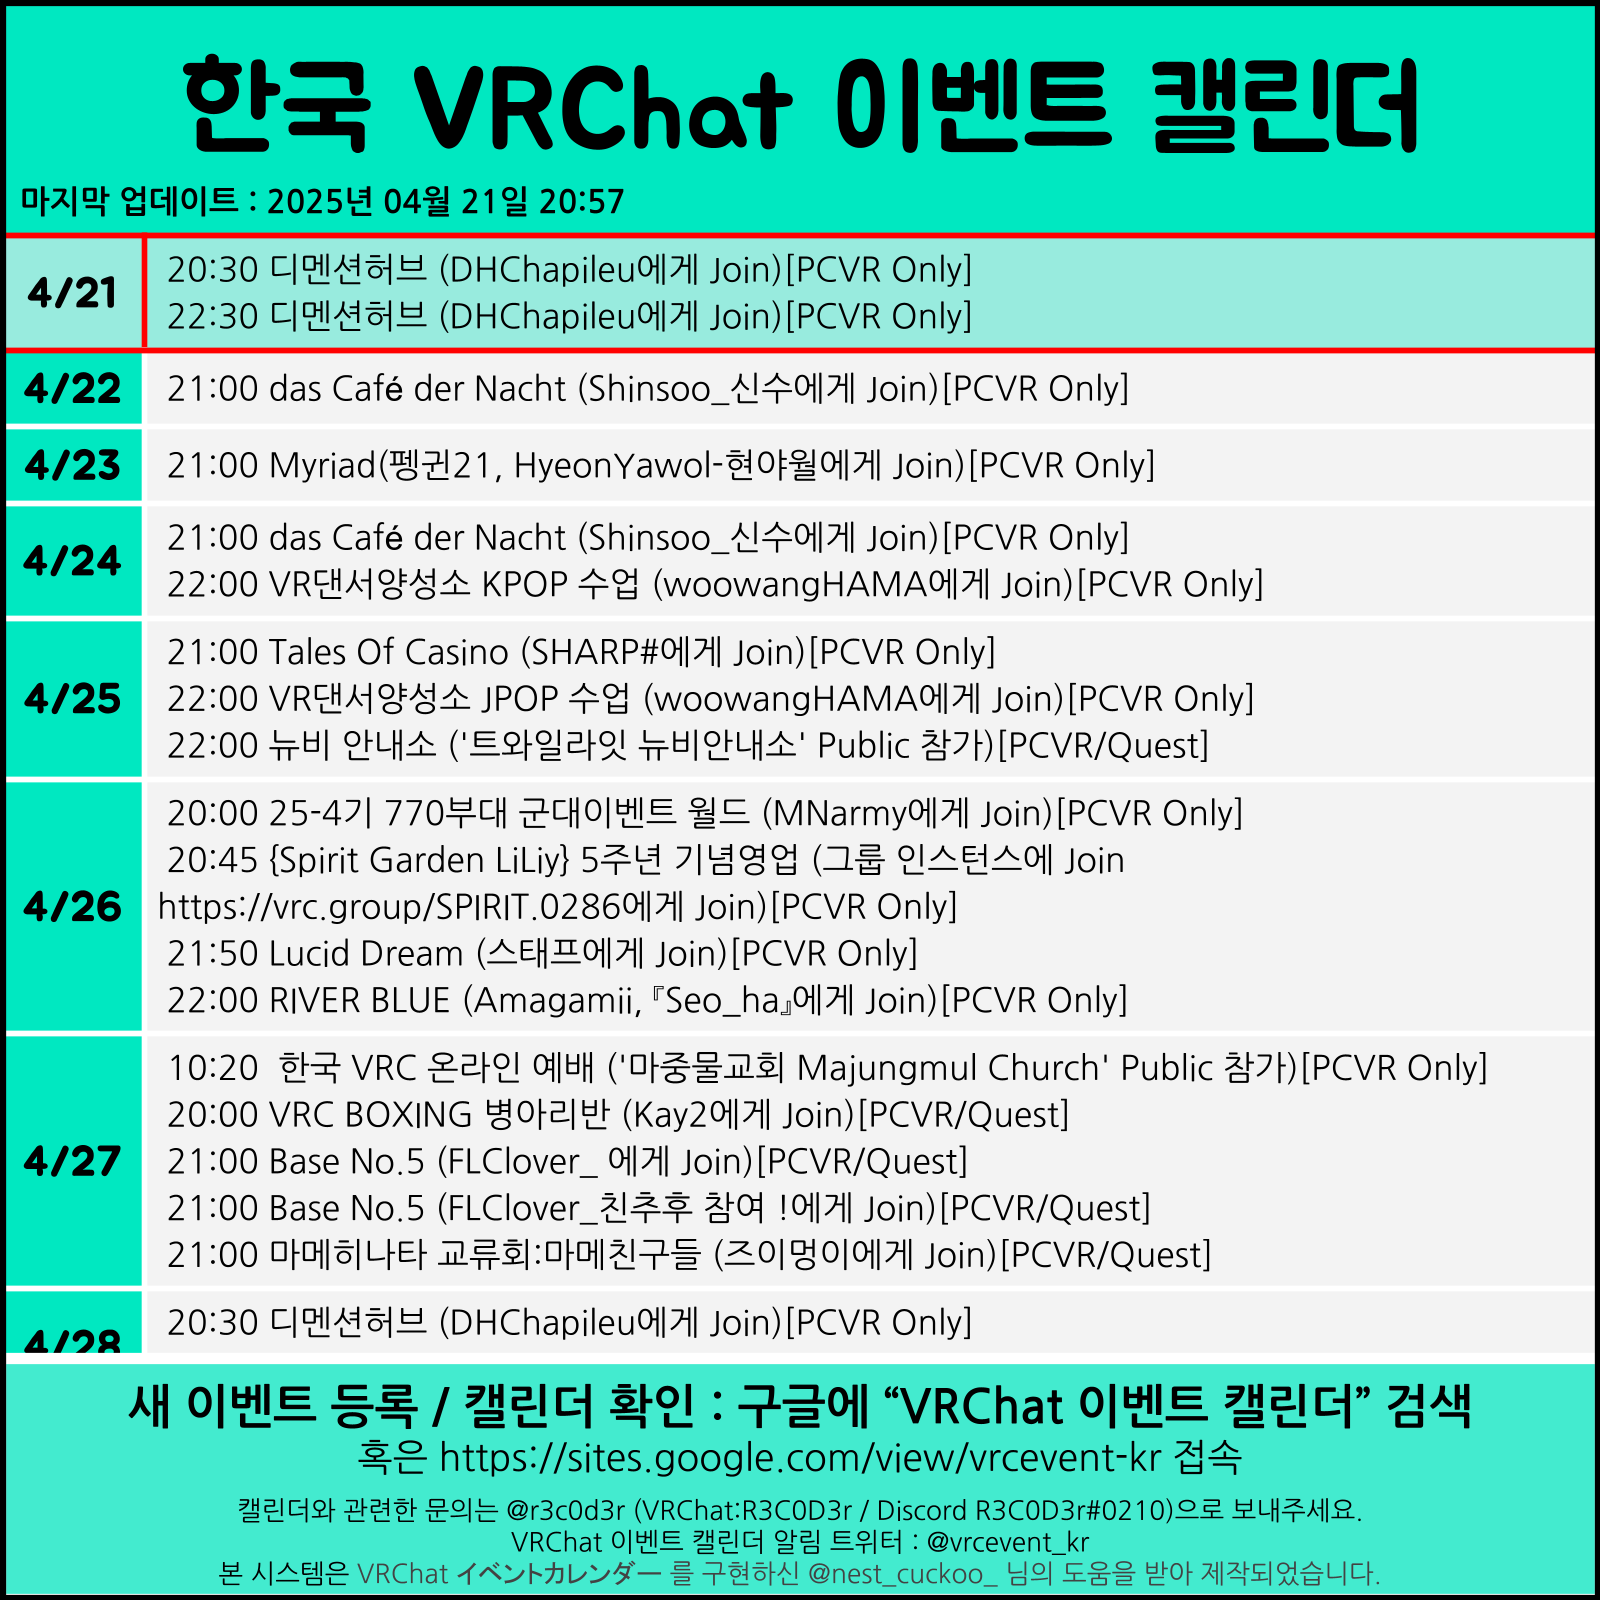 한국 VRChat 이벤트 캘린더
마지막 업데이트 : 2025년 04월 21일 20:57
4/21
20:30 디멘션허브 (DHChapileu에게 Join)[PCVR Only]
22:30 디멘션허브 (DHChapileu에게 Join)[PCVR Only]
4/22
21:00 das Café der Nacht (Shinsoo_신수에게 Join)[PCVR Only]
4/23
21:00 Myriad(펭귄21, HyeonYawol-현야월에게 Join)[PCVR Only]
4/24
21:00 das Café der Nacht (Shinsoo_신수에게 Join)[PCVR Only]
22:00 VR댄서양성소 KPOP 수업 (woowangHAMA에게 Join)[PCVR Only]
4/25
21:00 Tales Of Casino (SHARP#에게 Join)[PCVR Only]
22:00 VR댄서양성소 JPOP 수업 (woowangHAMA에게 Join)[PCVR Only]
22:00 뉴비 안내소 ('트와일라잇 뉴비안내소' Public 참가)[PCVR/Quest]
4/26
20:00 25-4기 770부대 군대이벤트 월드 (MNarmy에게 Join)[PCVR Only]
20:45 {Spirit Garden LiLiy} 5주년 기념영업 (그룹 인스턴스에 Join
https://vrc.group/SPIRIT.0286에게 Join)[PCVR Only]
21:50 Lucid Dream (스태프에게 Join)[PCVR Only]
22:00 RIVER BLUE (Amagamii, 『Seo_ha』에게 Join)[PCVR Only]
4/27
10:20  한국 VRC 온라인 예배 ('마중물교회 Majungmul Church' Public 참가)[PCVR Only]
20:00 VRC BOXING 병아리반 (Kay2에게 Join)[PCVR/Quest]
21:00 Base No.5 (FLClover_ 에게 Join)[PCVR/Quest]
21:00 Base No.5 (FLClover_친추후 참여 !에게 Join)[PCVR/Quest]
21:00 마메히나타 교류회:마메친구들 (즈이멍이에게 Join)[PCVR/Quest]
4/28
20:30 디멘션허브 (DHChapileu에게 Join)[PCVR Only]
새 이벤트 등록 / 캘린더 확인 : 구글에 “VRChat 이벤트 캘린더” 검색
혹은 https://sites.google.com/view/vrcevent-kr 접속
캘린더와 관련한 문의는 @r3c0d3r (VRChat:R3C0D3r / Discord R3C0D3r#0210)으로 보내주세요.
VRChat 이벤트 캘린더 알림 트위터 : @vrcevent_kr
본 시스템은 VRChat イベントカレンダー 를 구현하신 @nest_cuckoo_ 님의 도움을 받아 제작되었습니다.